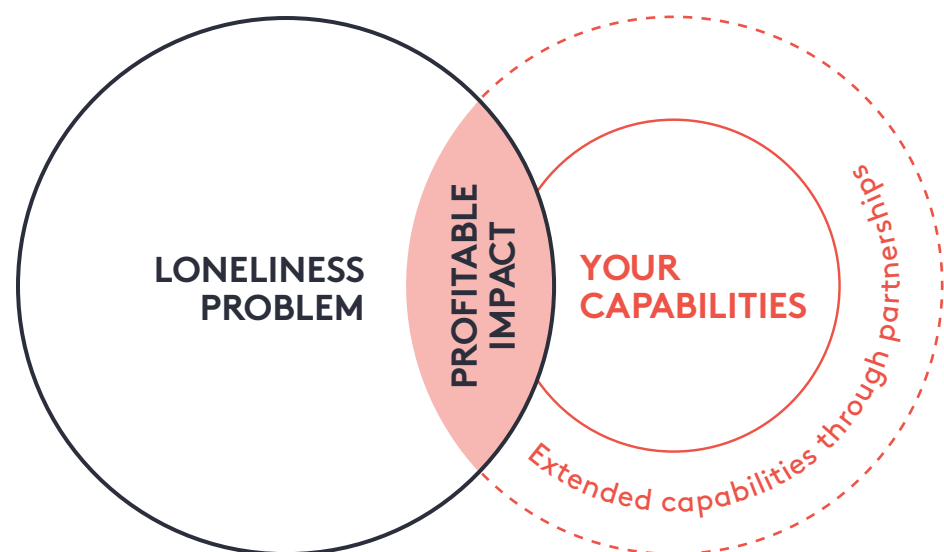 LONELINESS
PROBLEM
PROFITABLE
IMPACT
YOUR
CAPABILITIES
Extended capabilities through partnerships